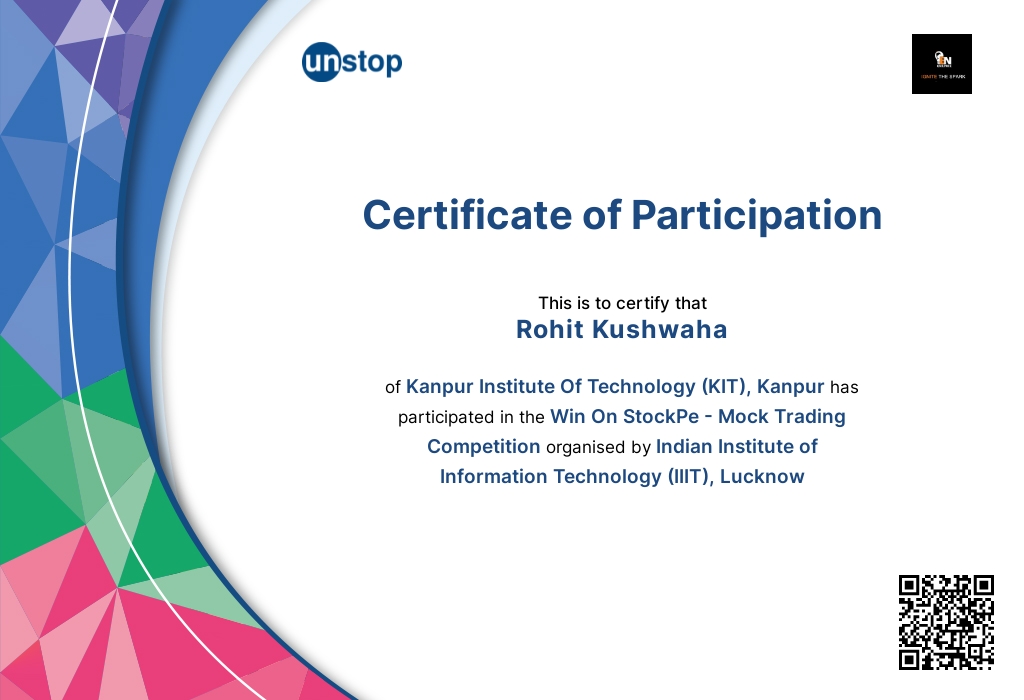 unstop
IGNITE THE SPARK
Certificate of Participation
This is to certify that
Rohit Kushwaha
of Kanpur Institute Of Technology (KIT), Kanpur has
participated in the Win On StockPe - Mock Trading
Competition organised by Indian Institute of
Information Technology (IIIT), Lucknow